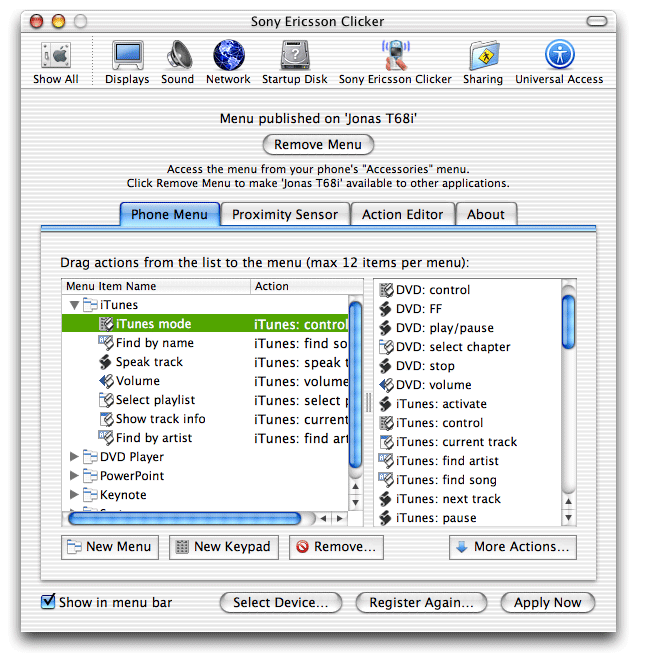 Sony Ericsson Clicker
Show All Displays Sound Network Startup Disk Sony Ericsson Clicker Sharing Universal Access
Menu published on 'Jonas T68i'
Remove Menu
Access the menu from your phone's "Accessories" menu.
Click Remove Menu to make 'Jonas T68i' available to other applications.
Phone Menu Proximity Sensor Action Editor About
Drag actions from the list to the menu (max 12 items per menu):
Menu Item Name Action
iTunes
iTunes mode iTunes: control
Find by name iTunes: find so
Speak track iTunes: speak t
Volume iTunes: volume
Select playlist iTunes: select p
Show track info iTunes: current
Find by artist iTunes: find art
DVD Player
PowerPoint
Keynote
DVD: control
DVD: FF
DVD: play/pause
DVD: select chapter
DVD: stop
DVD: volume
iTunes: activate
iTunes: control
iTunes: current track
iTunes: find artist
iTunes: find song
iTunes: next track
iTunes: pause
New Menu New Keypad Remove... More Actions...
Show in menu bar Select Device... Register Again... Apply Now